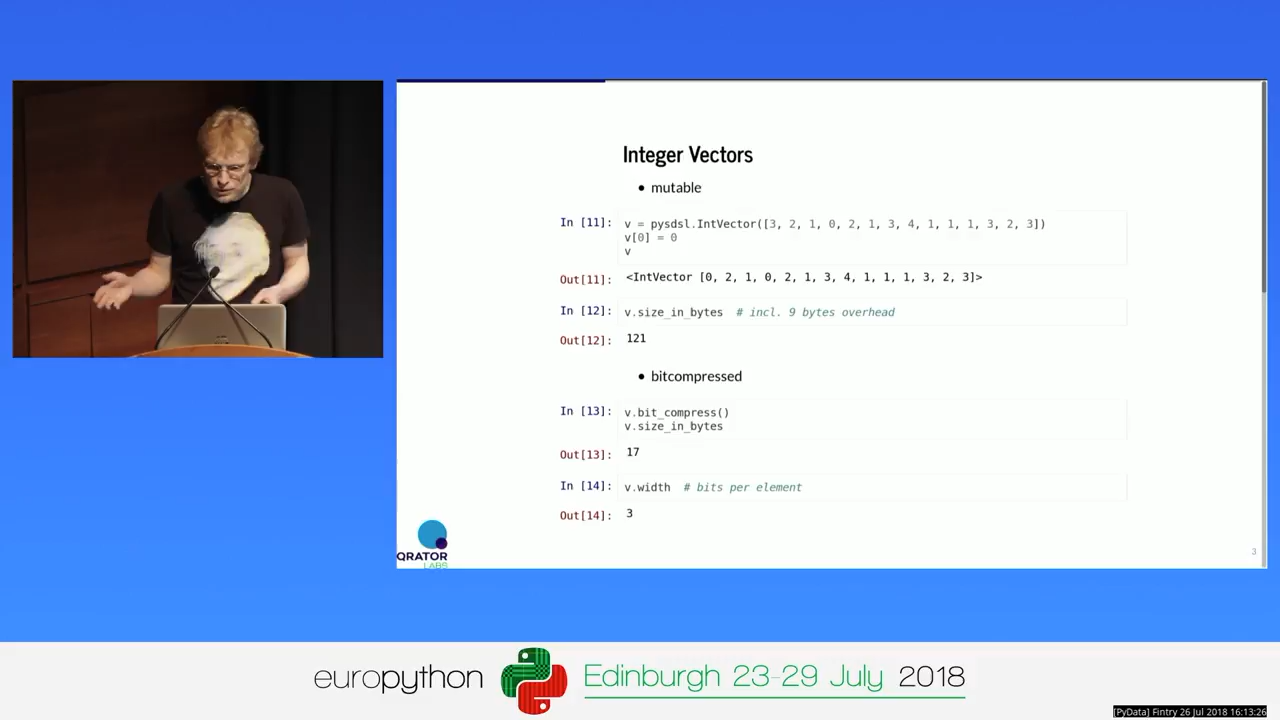 Integer Vectors
• mutable
In [11]: v = pysdsl.IntVector([3, 2, 1, 0, 2, 1, 3, 4, 1, 1, 1, 3, 2, 3])
v[0] = 0
v
Out[11]: <IntVector [0, 2, 1, 0, 2, 1, 3, 4, 1, 1, 1, 3, 2, 3]>
In [12]: v.size_in_bytes # incl. 9 bytes overhead
Out[12]: 121
• bitcompressed
In [13]: v.bit_compress()
v.size_in_bytes
Out[13]: 17
In [14]: v.width # bits per element
Out[14]: 3
QRATOR
LABS
3
europython Edinburgh 23-29 July 2018
[PyData] Fintry 26 Jul 2018 16:13:26